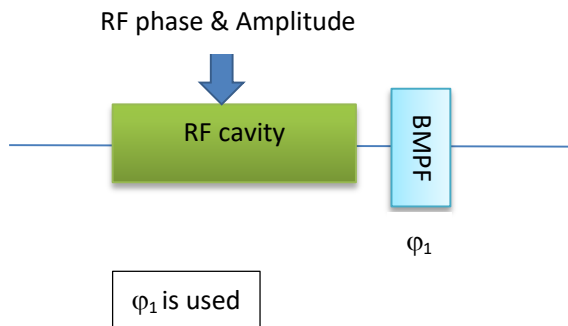 RF phase & Amplitude
RF cavity
BMPF
φ1
φ1 is used